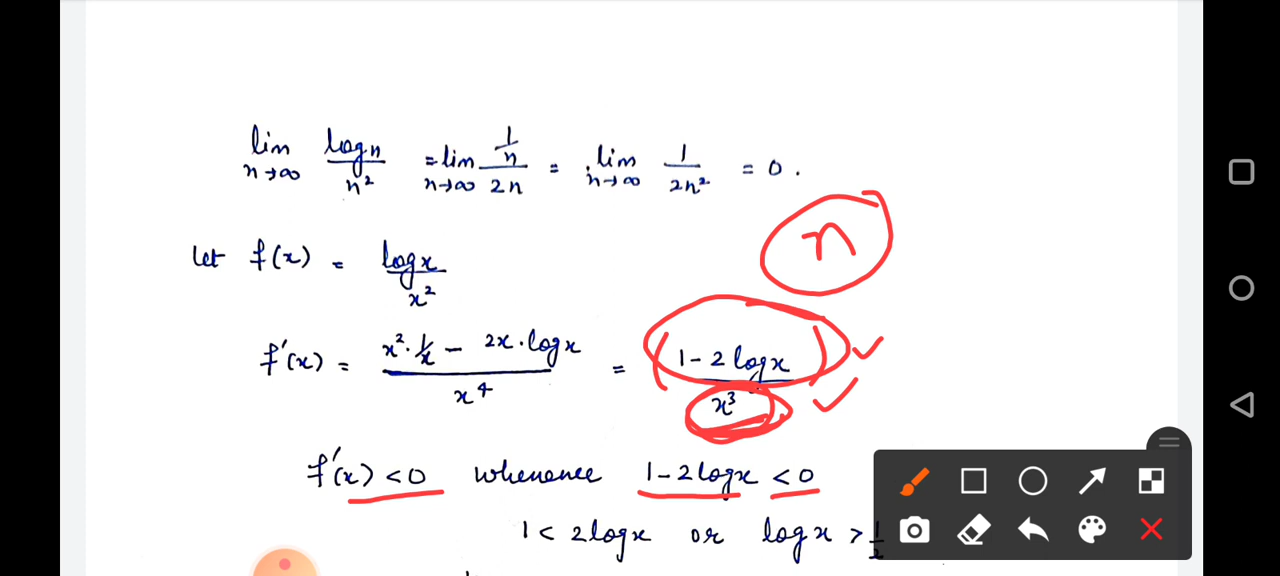 lim n→∞ log n / n² = lim n→∞ (1/n) / 2n = lim n→∞ 1 / 2n² = 0 .
n
Let f(x) = log x / x²
f'(x) = (x² · 1/x − 2x · log x) / x⁴ = (1 − 2 log x) / x³
f'(x) < 0 whenence 1 − 2 log x < 0
1 < 2 log x or log x > 1/2